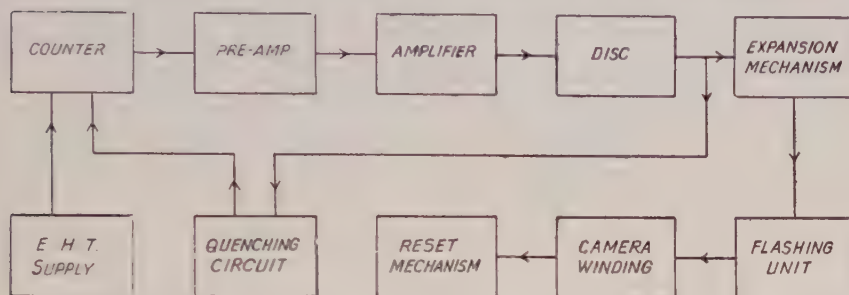 COUNTER
PRE-AMP
AMPLIFIER
DISC
EXPANSION
MECHANISM
E H T.
SUPPLY
QUENCHING
CIRCUIT
RESET
MECHANISM
CAMERA
WINDING
FLASHING
UNIT